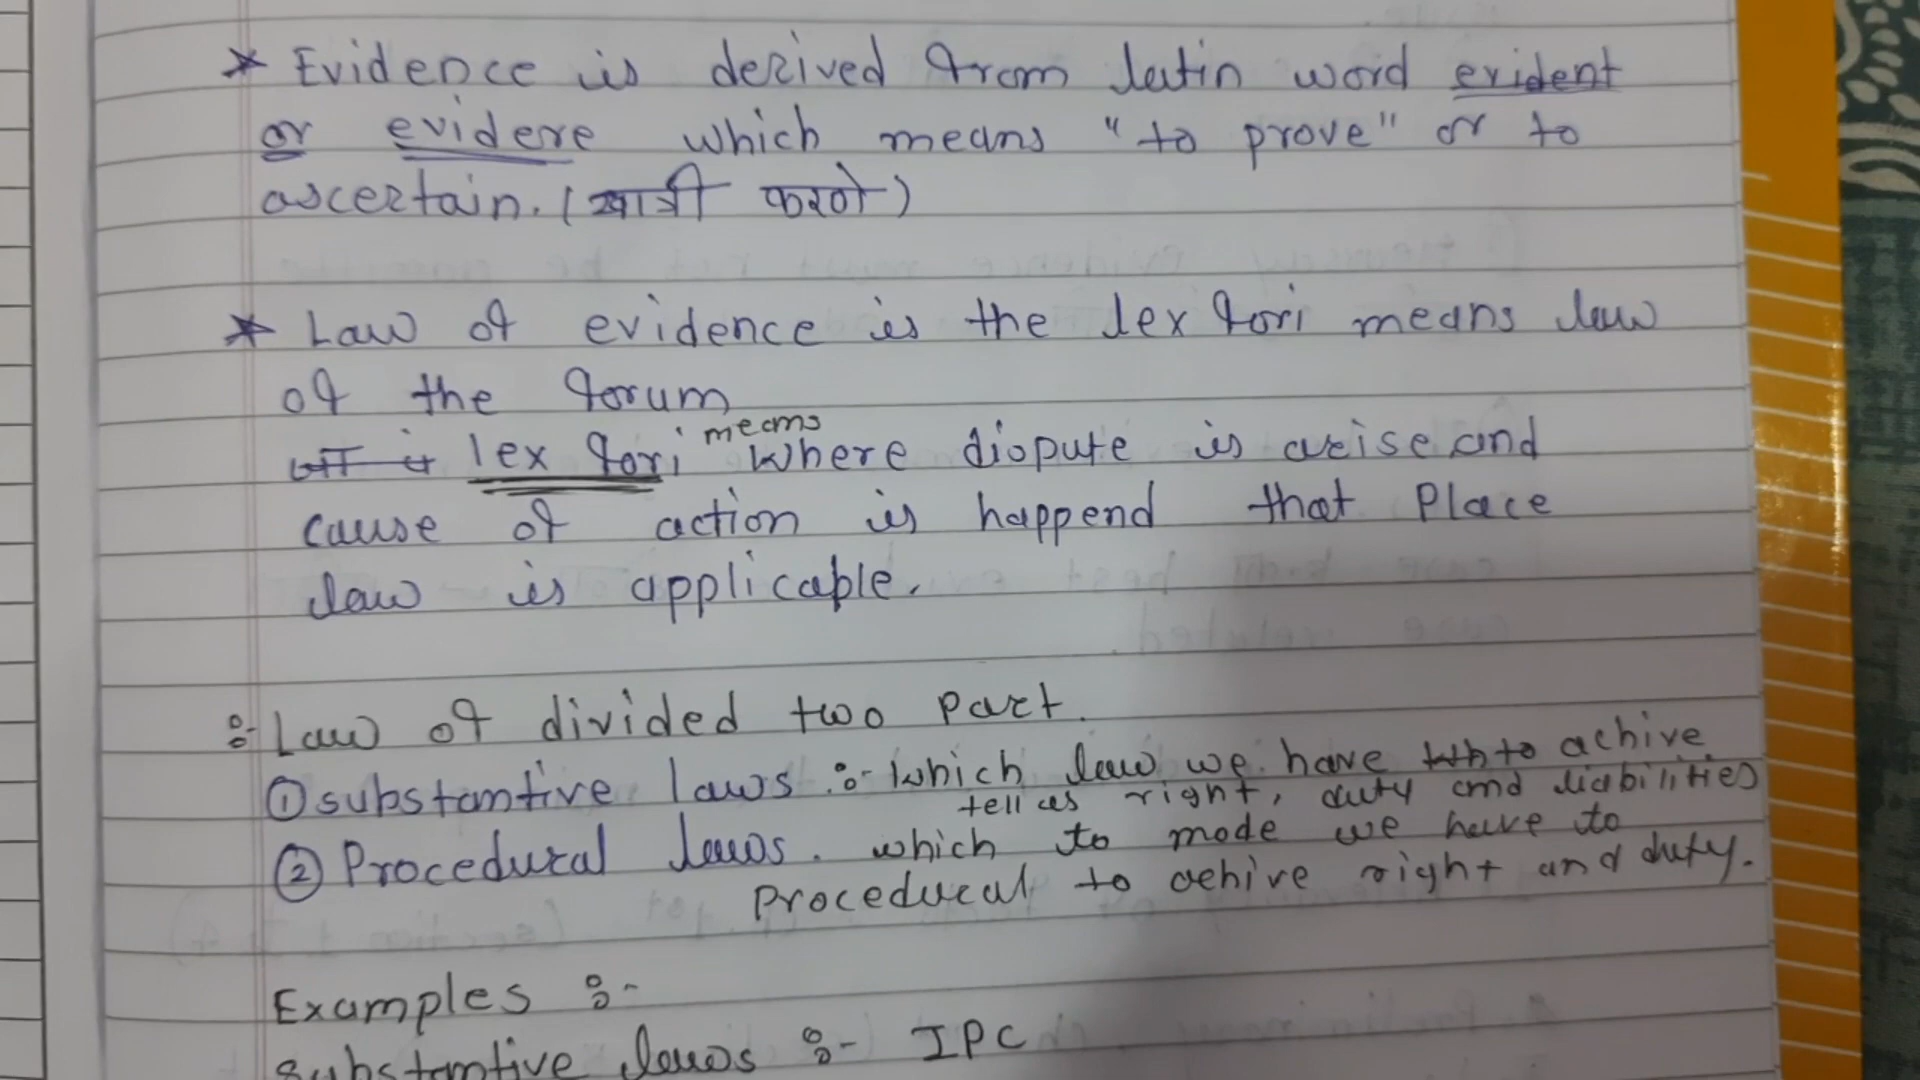 * Evidence is derived from latin word evident
or evidere which means "to prove" or to
ascertain. (खात्री करणे)
* Law of evidence is the lex fori means law
of the forum
means
lex fori where dispute is arise and
cause of action is happend that place
law is applicable.
:- Law of divided two part.
① substantive laws :- which law we have to achive
tell us right, duty and liabilities
② Procedural laws. which to mode we have to
procedural to achive right and duty.
Examples :-
substantive laws :- IPC